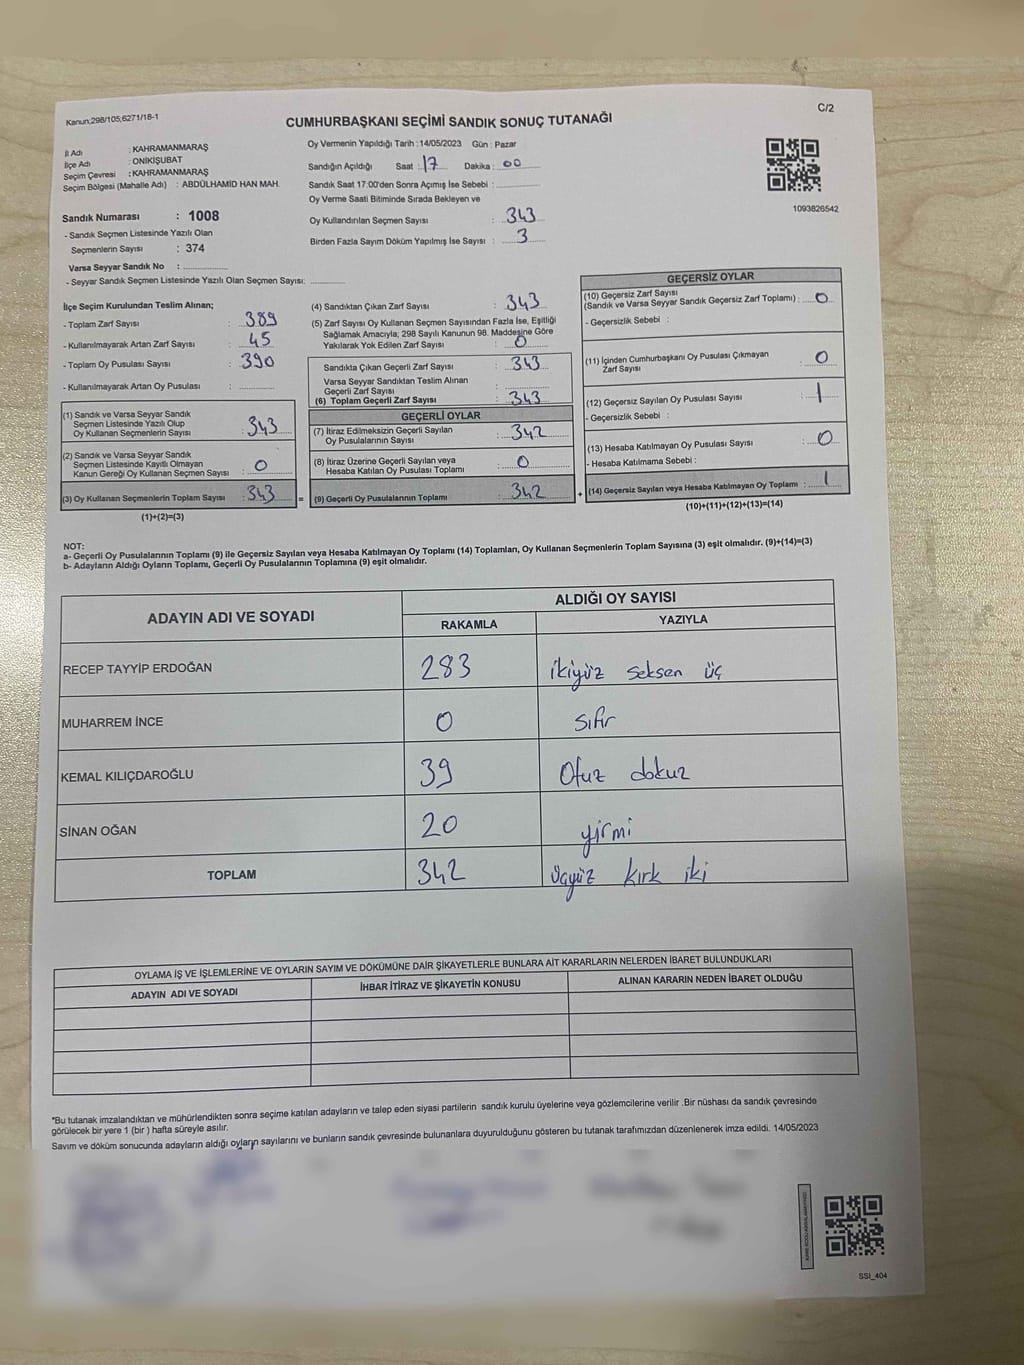 Kanun,298/105,6271/18-1
C/2
CUMHURBAŞKANI SEÇİMİ SANDIK SONUÇ TUTANAĞI
İl Adı : KAHRAMANMARAŞ
İlçe Adı : ONİKİŞUBAT
Seçim Çevresi : KAHRAMANMARAŞ
Seçim Bölgesi (Mahalle Adı) : ABDÜLHAMİD HAN MAH.
Sandık Numarası : 1008
- Sandık Seçmen Listesinde Yazılı Olan
Seçmenlerin Sayısı : 374
Varsa Seyyar Sandık No :
- Seyyar Sandık Seçmen Listesinde Yazılı Olan Seçmen Sayısı:
Oy Vermenin Yapıldığı Tarih : 14/05/2023 Gün : Pazar
Sandığın Açıldığı Saat : 17 Dakika : 00
Sandık Saat 17:00'den Sonra Açımış İse Sebebi :
Oy Verme Saati Bitiminde Sırada Bekleyen ve
Oy Kullandırılan Seçmen Sayısı : 343
Birden Fazla Sayım Döküm Yapılmış İse Sayısı : 3
1093826542
İlçe Seçim Kurulundan Teslim Alınan;
- Toplam Zarf Sayısı : 389
- Kullanılmayarak Artan Zarf Sayısı : 45
- Toplam Oy Pusulası Sayısı : 390
- Kullanılmayarak Artan Oy Pusulası :
(1) Sandık ve Varsa Seyyar Sandık
Seçmen Listesinde Yazılı Olup
Oy Kullanan Seçmenlerin Sayısı : 343
(2) Sandık ve Varsa Seyyar Sandık
Seçmen Listesinde Kayıtlı Olmayan
Kanun Gereği Oy Kullanan Seçmen Sayısı : 0
(3) Oy Kullanan Seçmenlerin Toplam Sayısı : 343
(1)+(2)=(3)
(4) Sandıktan Çıkan Zarf Sayısı : 343
(5) Zarf Sayısı Oy Kullanan Seçmen Sayısından Fazla İse, Eşitliği
Sağlamak Amacıyla; 298 Sayılı Kanunun 98. Maddesine Göre
Yakılarak Yok Edilen Zarf Sayısı : 0
Sandıkta Çıkan Geçerli Zarf Sayısı : 343
Varsa Seyyar Sandıktan Teslim Alınan
Geçerli Zarf Sayısı :
(6) Toplam Geçerli Zarf Sayısı : 343
=
GEÇERLİ OYLAR
(7) İtiraz Edilmeksizin Geçerli Sayılan
Oy Pusulalarının Sayısı : 342
(8) İtiraz Üzerine Geçerli Sayılan veya
Hesaba Katılan Oy Pusulası Toplamı : 0
(9) Geçerli Oy Pusulalarının Toplamı : 342
+
GEÇERSİZ OYLAR
(10) Geçersiz Zarf Sayısı
(Sandık ve Varsa Seyyar Sandık Geçersiz Zarf Toplamı) : 0
- Geçersizlik Sebebi :
(11) İçinden Cumhurbaşkanı Oy Pusulası Çıkmayan
Zarf Sayısı : 0
(12) Geçersiz Sayılan Oy Pusulası Sayısı : 1
- Geçersizlik Sebebi :
(13) Hesaba Katılmayan Oy Pusulası Sayısı : 0
- Hesaba Katılmama Sebebi :
(14) Geçersiz Sayılan veya Hesaba Katılmayan Oy Toplamı : 1
(10)+(11)+(12)+(13)=(14)
NOT:
a- Geçerli Oy Pusulalarının Toplamı (9) ile Geçersiz Sayılan veya Hesaba Katılmayan Oy Toplamı (14) Toplamları, Oy Kullanan Seçmenlerin Toplam Sayısına (3) eşit olmalıdır. (9)+(14)=(3)
b- Adayların Aldığı Oyların Toplamı, Geçerli Oy Pusulalarının Toplamına (9) eşit olmalıdır.
ADAYIN ADI VE SOYADI
ALDIĞI OY SAYISI
RAKAMLA YAZIYLA
RECEP TAYYİP ERDOĞAN 283 ikiyüz seksen üç
MUHARREM İNCE 0 sıfır
KEMAL KILIÇDAROĞLU 39 Otuz dokuz
SİNAN OĞAN 20 yirmi
TOPLAM 342 üçyüz kırk iki
OYLAMA İŞ VE İŞLEMLERİNE VE OYLARIN SAYIM VE DÖKÜMÜNE DAİR ŞİKAYETLERLE BUNLARA AİT KARARLARIN NELERDEN İBARET BULUNDUKLARI
ADAYIN ADI VE SOYADI İHBAR İTİRAZ VE ŞİKAYETİN KONUSU ALINAN KARARIN NEDEN İBARET OLDUĞU
*Bu tutanak imzalandıktan ve mühürlendikten sonra seçime katılan adayların ve talep eden siyasi partilerin sandık kurulu üyelerine veya gözlemcilerine verilir .Bir nüshası da sandık çevresinde
görülecek bir yere 1 (bir ) hafta süreyle asılır.
Sayım ve döküm sonucunda adayların aldığı oyların sayılarını ve bunların sandık çevresinde bulunanlara duyurulduğunu gösteren bu tutanak tarafımızdan düzenlenerek imza edildi. 14/05/2023
SSI_404